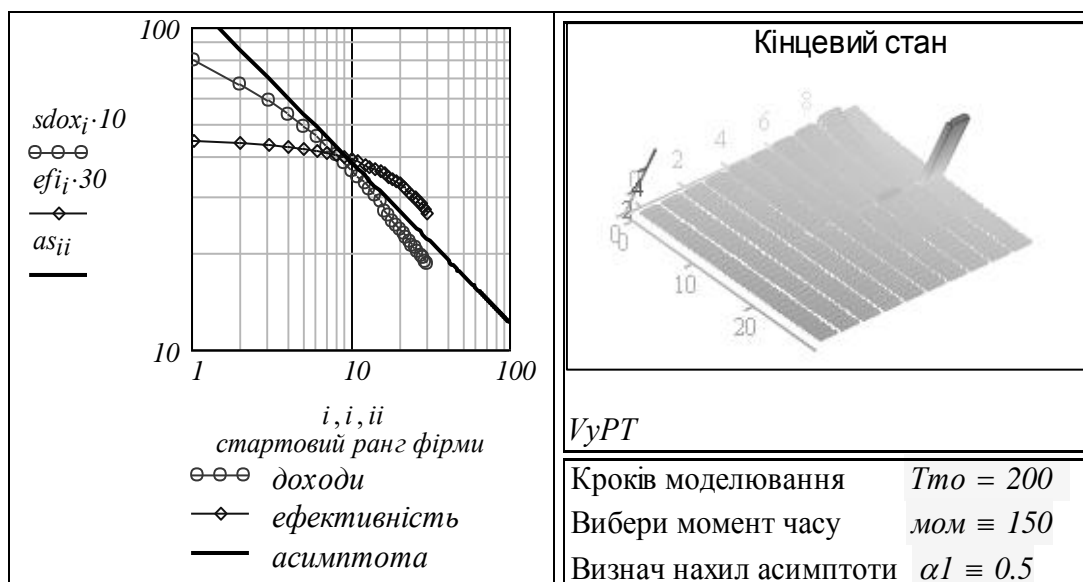 100
10
1
10
100
sdox_i·10
efi_i·30
as_ii
i , i , ii
стартовий ранг фірми
доходи
ефективність
асимптота
Кінцевий стан
0
2
4
6
8
0
10
20
VyPT
Кроків моделювання Tmo = 200
Вибери момент часу мом ≡ 150
Визнач нахил асимптоти α1 ≡ 0.5